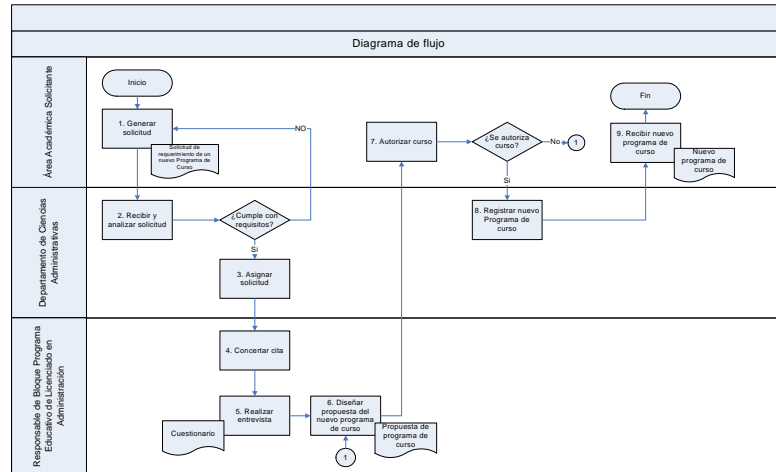 Diagrama de flujo
Área Académica Solicitante
Inicio
1. Generar
solicitud
Solicitud de
requerimiento de un
nuevo Programa de
Curso
NO
7. Autorizar curso
¿Se autoriza
curso?
No
1
Si
Fin
9. Recibir nuevo
programa de
curso
Nuevo
programa de
curso
Departamento de Ciencias
Administrativas
2. Recibir y
analizar solicitud
¿Cumple con
requisitos?
Si
3. Asignar
solicitud
8. Registrar nuevo
Programa de
curso
Responsable de Bloque Programa
Educativo de Licenciado en
Administración
4. Concertar cita
5. Realizar
entrevista
Cuestionario
6. Diseñar
propuesta del
nuevo programa
de curso
Propuesta de
programa de
curso
1